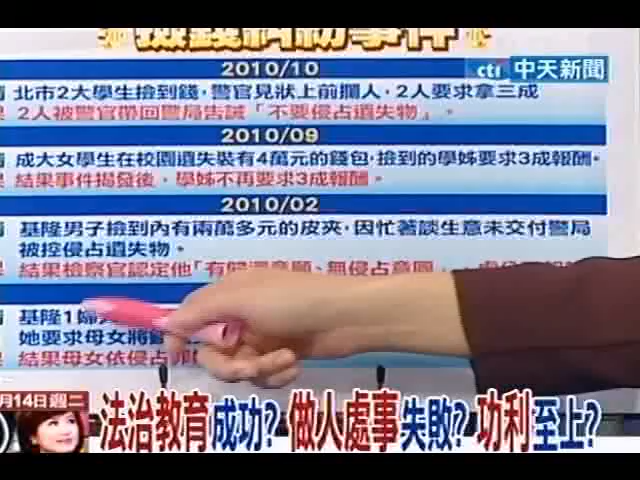 撿錢糾紛事件
cti 中天新聞
2010/10
北市2大學生撿到錢，警官見狀上前攔人，2人要求拿三成
2人被警官帶回警局告誡「不要侵占遺失物」。
2010/09
成大女學生在校園遺失裝有4萬元的錢包，撿到的學姊要求3成報酬。
結果事件揭發後，學姊不再要求3成報酬。
2010/02
基隆男子撿到內有兩萬多元的皮夾，因忙著談生意未交付警局
被控侵占遺失物。
結果檢察官認定他「有歸還意願、無侵占意圖」
基隆1婦
她要求母女將
結果母女依侵占
月14日週二
法治教育成功? 做人處事失敗? 功利至上?